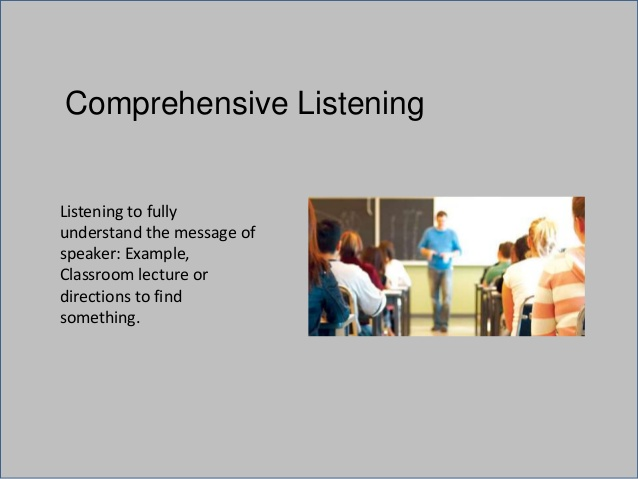 Comprehensive Listening
Listening to fully
understand the message of
speaker: Example,
Classroom lecture or
directions to find
something.